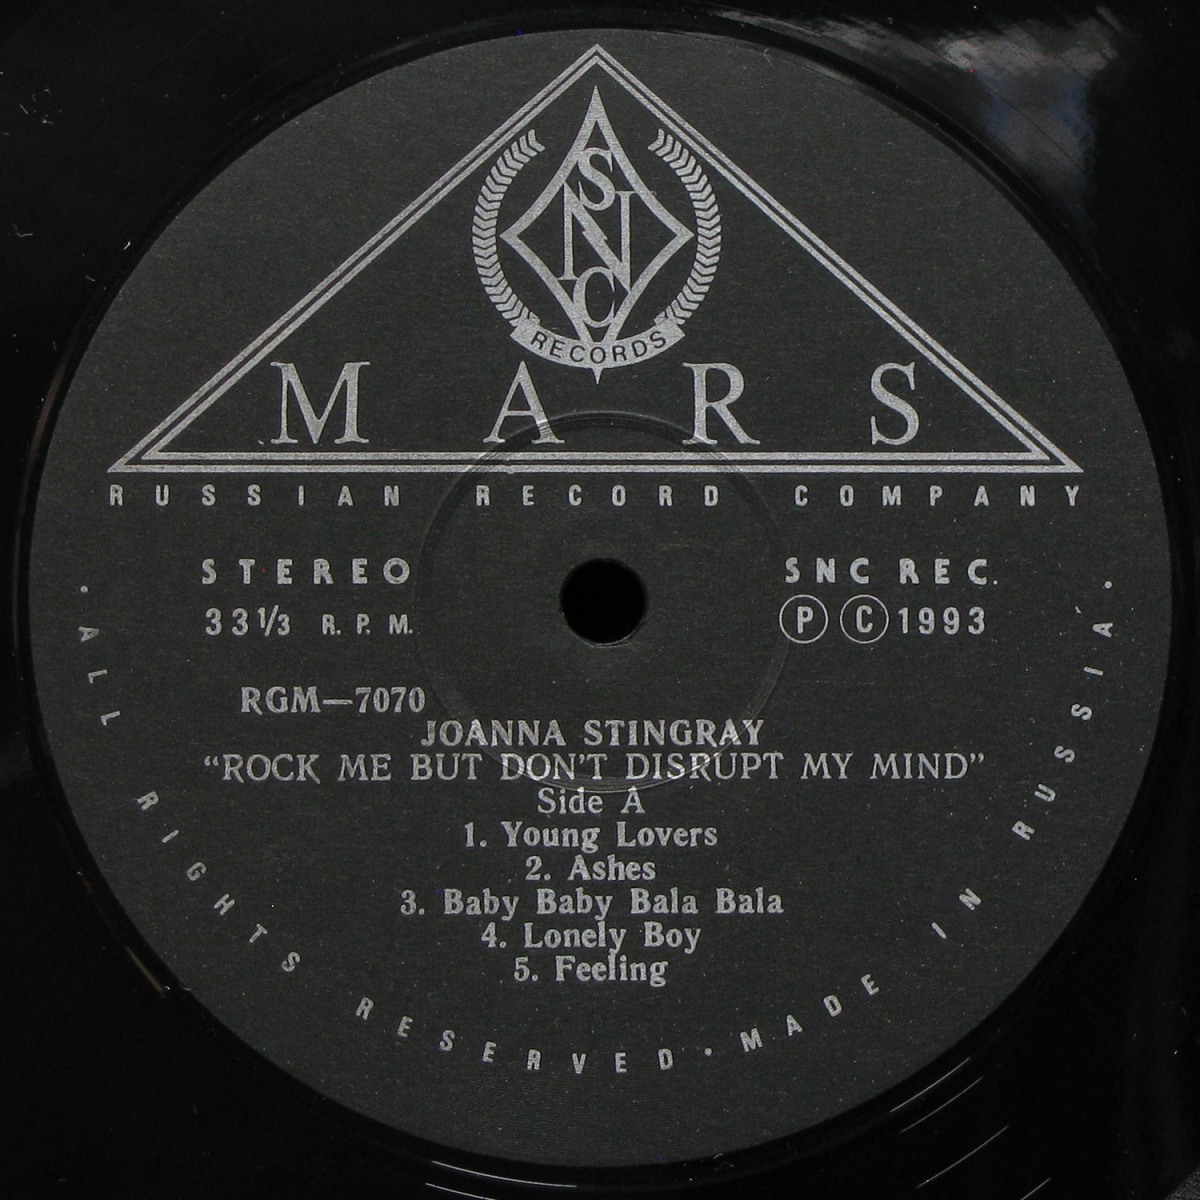 SNC
RECORDS
MARS
RUSSIAN RECORD COMPANY
STEREO
33 1/3 R. P. M.
SNC REC.
Ⓟ Ⓒ 1993
RGM—7070
JOANNA STINGRAY
“ROCK ME BUT DON'T DISRUPT MY MIND”
Side A
1. Young Lovers
2. Ashes
3. Baby Baby Bala Bala
4. Lonely Boy
5. Feeling
· ALL RIGHTS RESERVED · MADE IN RUSSIA ·